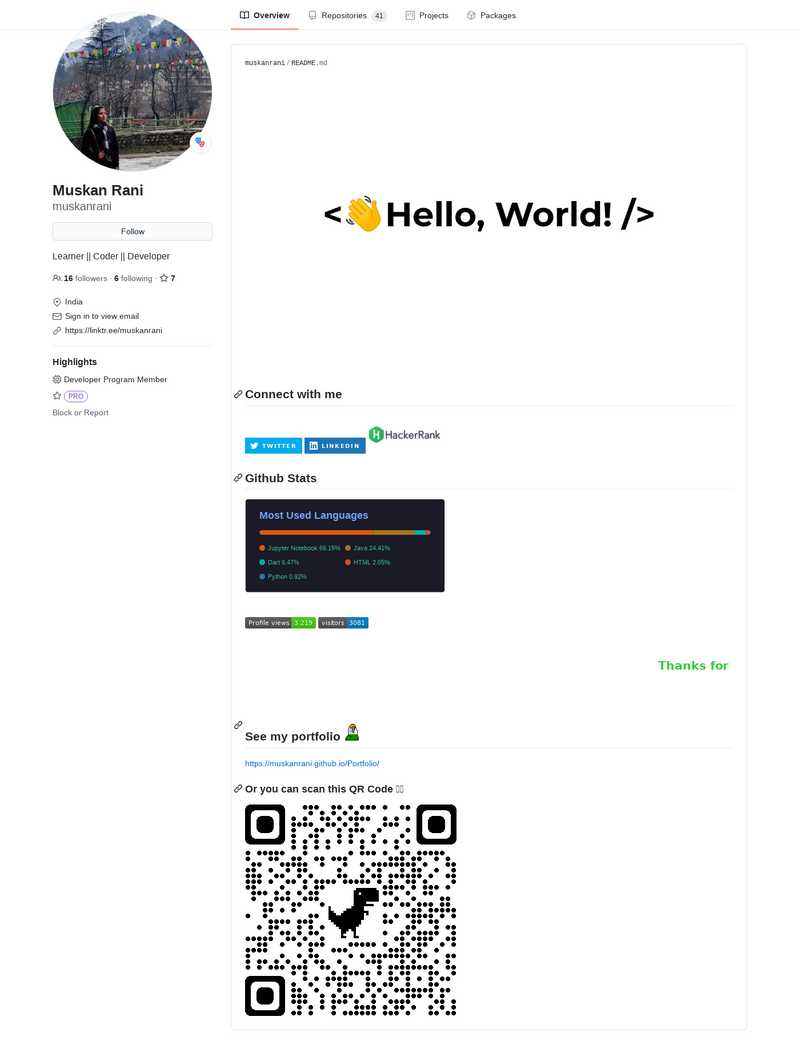 Overview Repositories 41 Projects Packages
Muskan Rani
muskanrani
Follow
Learner || Coder || Developer
16 followers · 6 following · 7
India
Sign in to view email
https://linktr.ee/muskanrani
Highlights
Developer Program Member
PRO
Block or Report
muskanrani / README.md
<👋Hello, World! />
Connect with me
TWITTER LINKEDIN HackerRank
Github Stats
Most Used Languages
Jupyter Notebook 66.15% Java 24.41%
Dart 6.47% HTML 2.05%
Python 0.92%
Profile views 3,219 visitors 3081
Thanks for
See my portfolio
https://muskanrani.github.io/Portfolio/
Or you can scan this QR Code